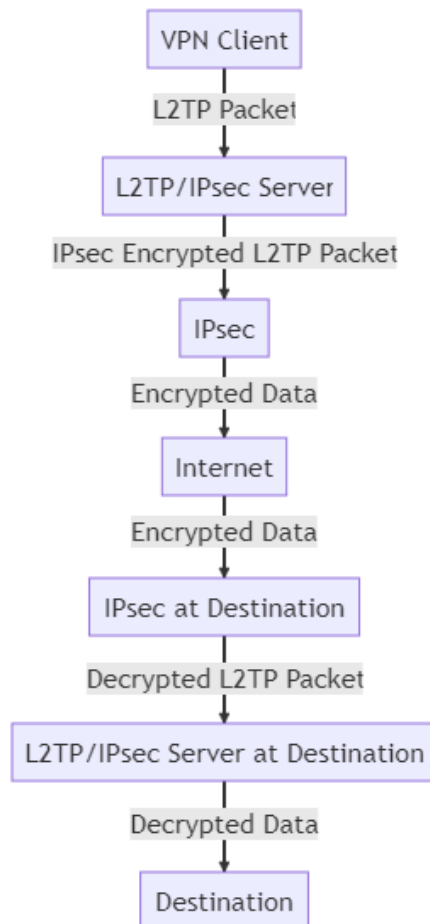 VPN Client
L2TP Packet
L2TP/IPsec Server
IPsec Encrypted L2TP Packet
IPsec
Encrypted Data
Internet
Encrypted Data
IPsec at Destination
Decrypted L2TP Packet
L2TP/IPsec Server at Destination
Decrypted Data
Destination